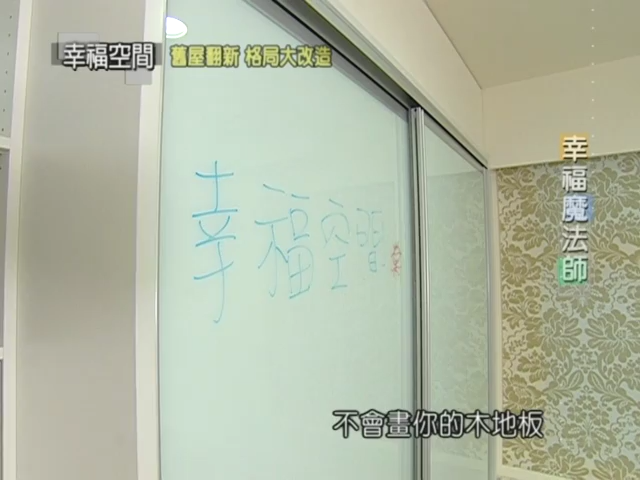 幸福空間
舊屋翻新 格局大改造
幸福魔法師
幸福空間
不會畫你的木地板